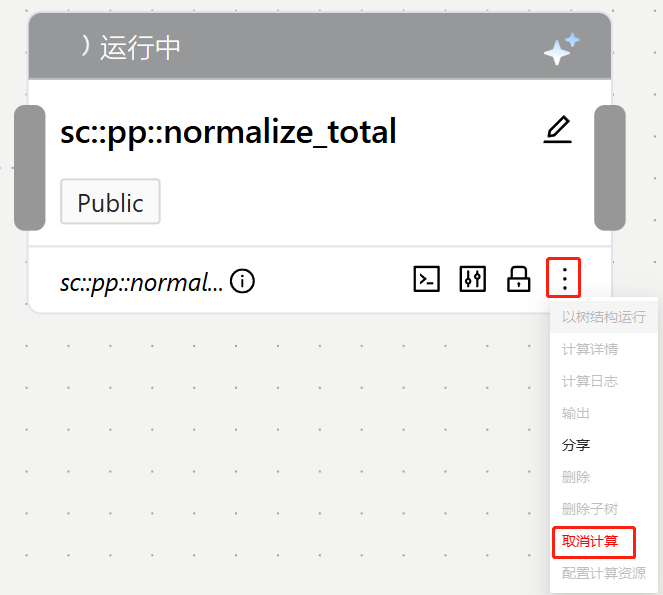 运行中
sc::pp::normalize_total
Public
sc::pp::normal...
以树结构运行
计算详情
计算日志
输出
分享
删除
删除子树
取消计算
配置计算资源